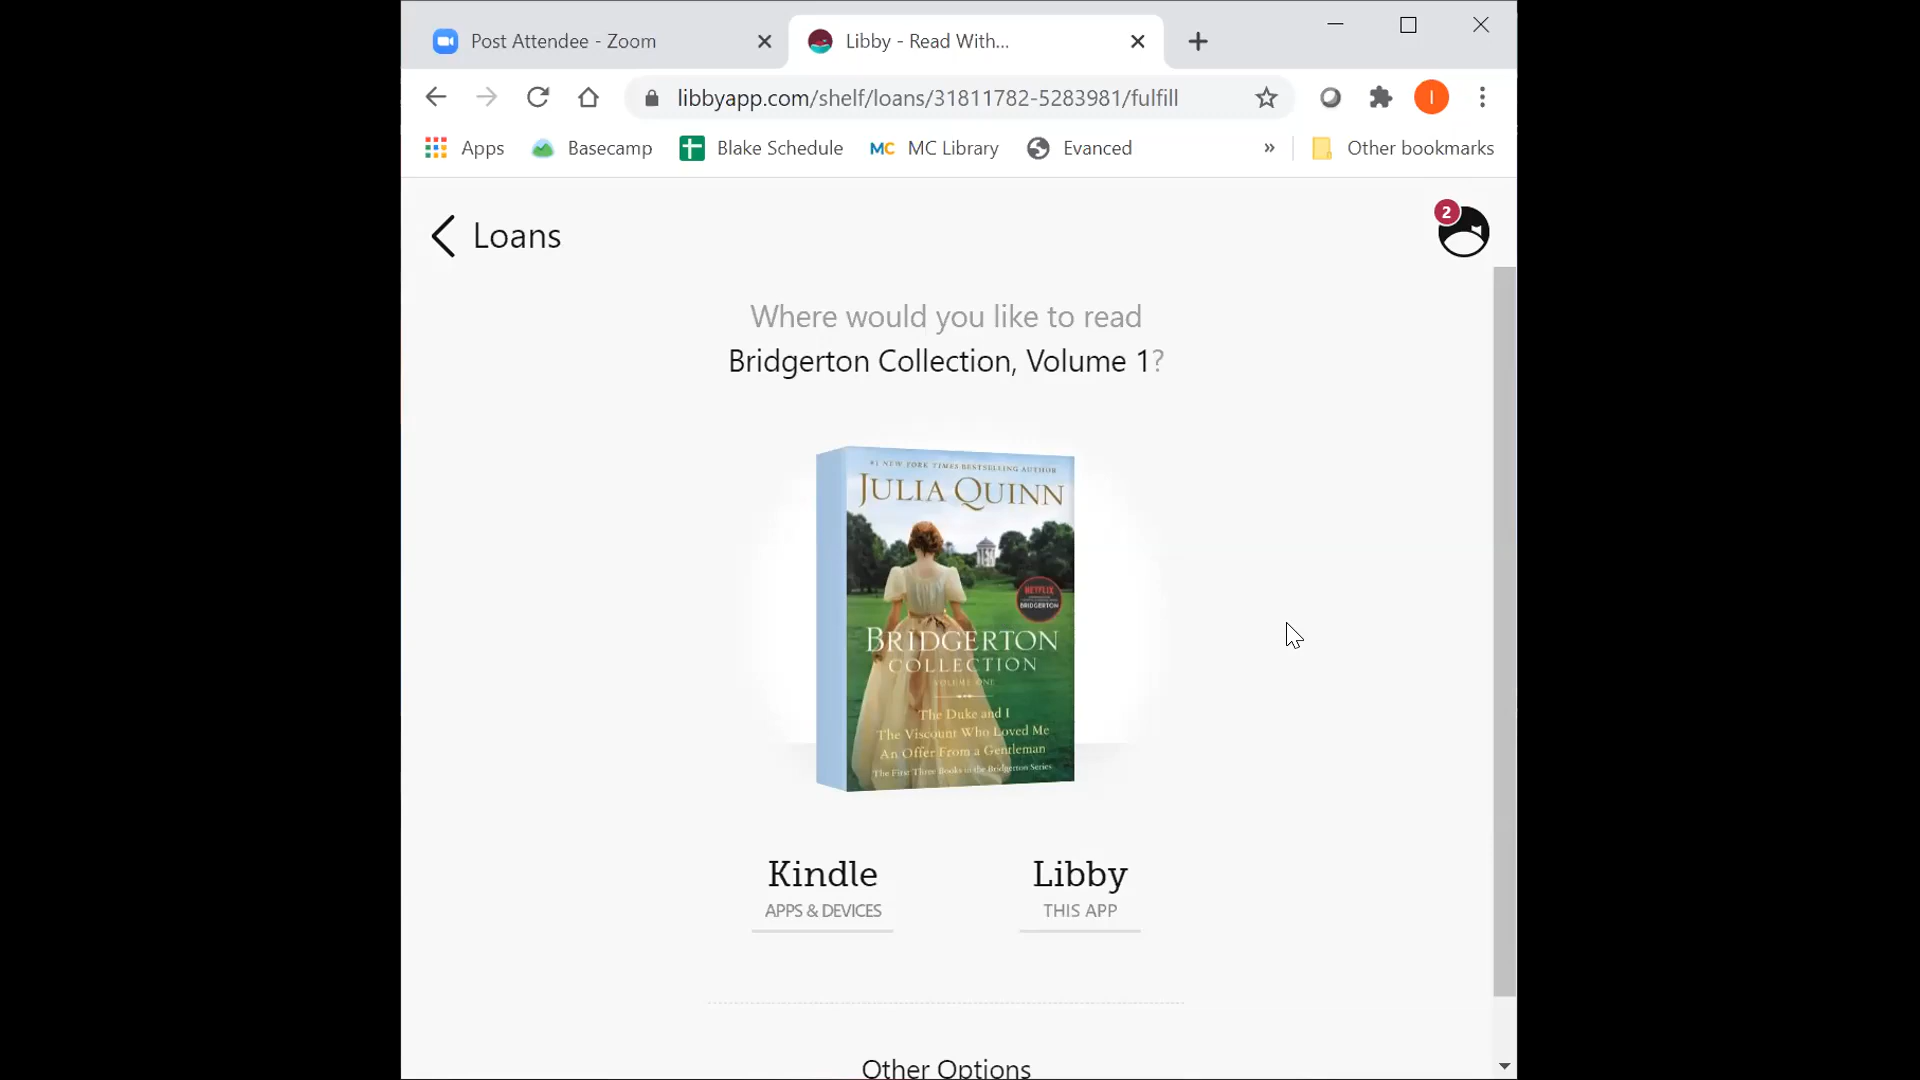 Post Attendee - Zoom
Libby - Read With...
libbyapp.com/shelf/loans/31811782-5283981/fulfill
I
Apps
Basecamp
Blake Schedule
MC MC Library
Evanced
»
Other bookmarks
Loans
2
Where would you like to read
Bridgerton Collection, Volume 1?
#1 NEW YORK TIMES BESTSELLING AUTHOR
JULIA QUINN
NETFLIX
BRIDGERTON
BRIDGERTON
COLLECTION
VOLUME ONE
The Duke and I
The Viscount Who Loved Me
An Offer From a Gentleman
The First Three Books in the Bridgerton Series
Kindle
APPS & DEVICES
Libby
THIS APP
Other Options